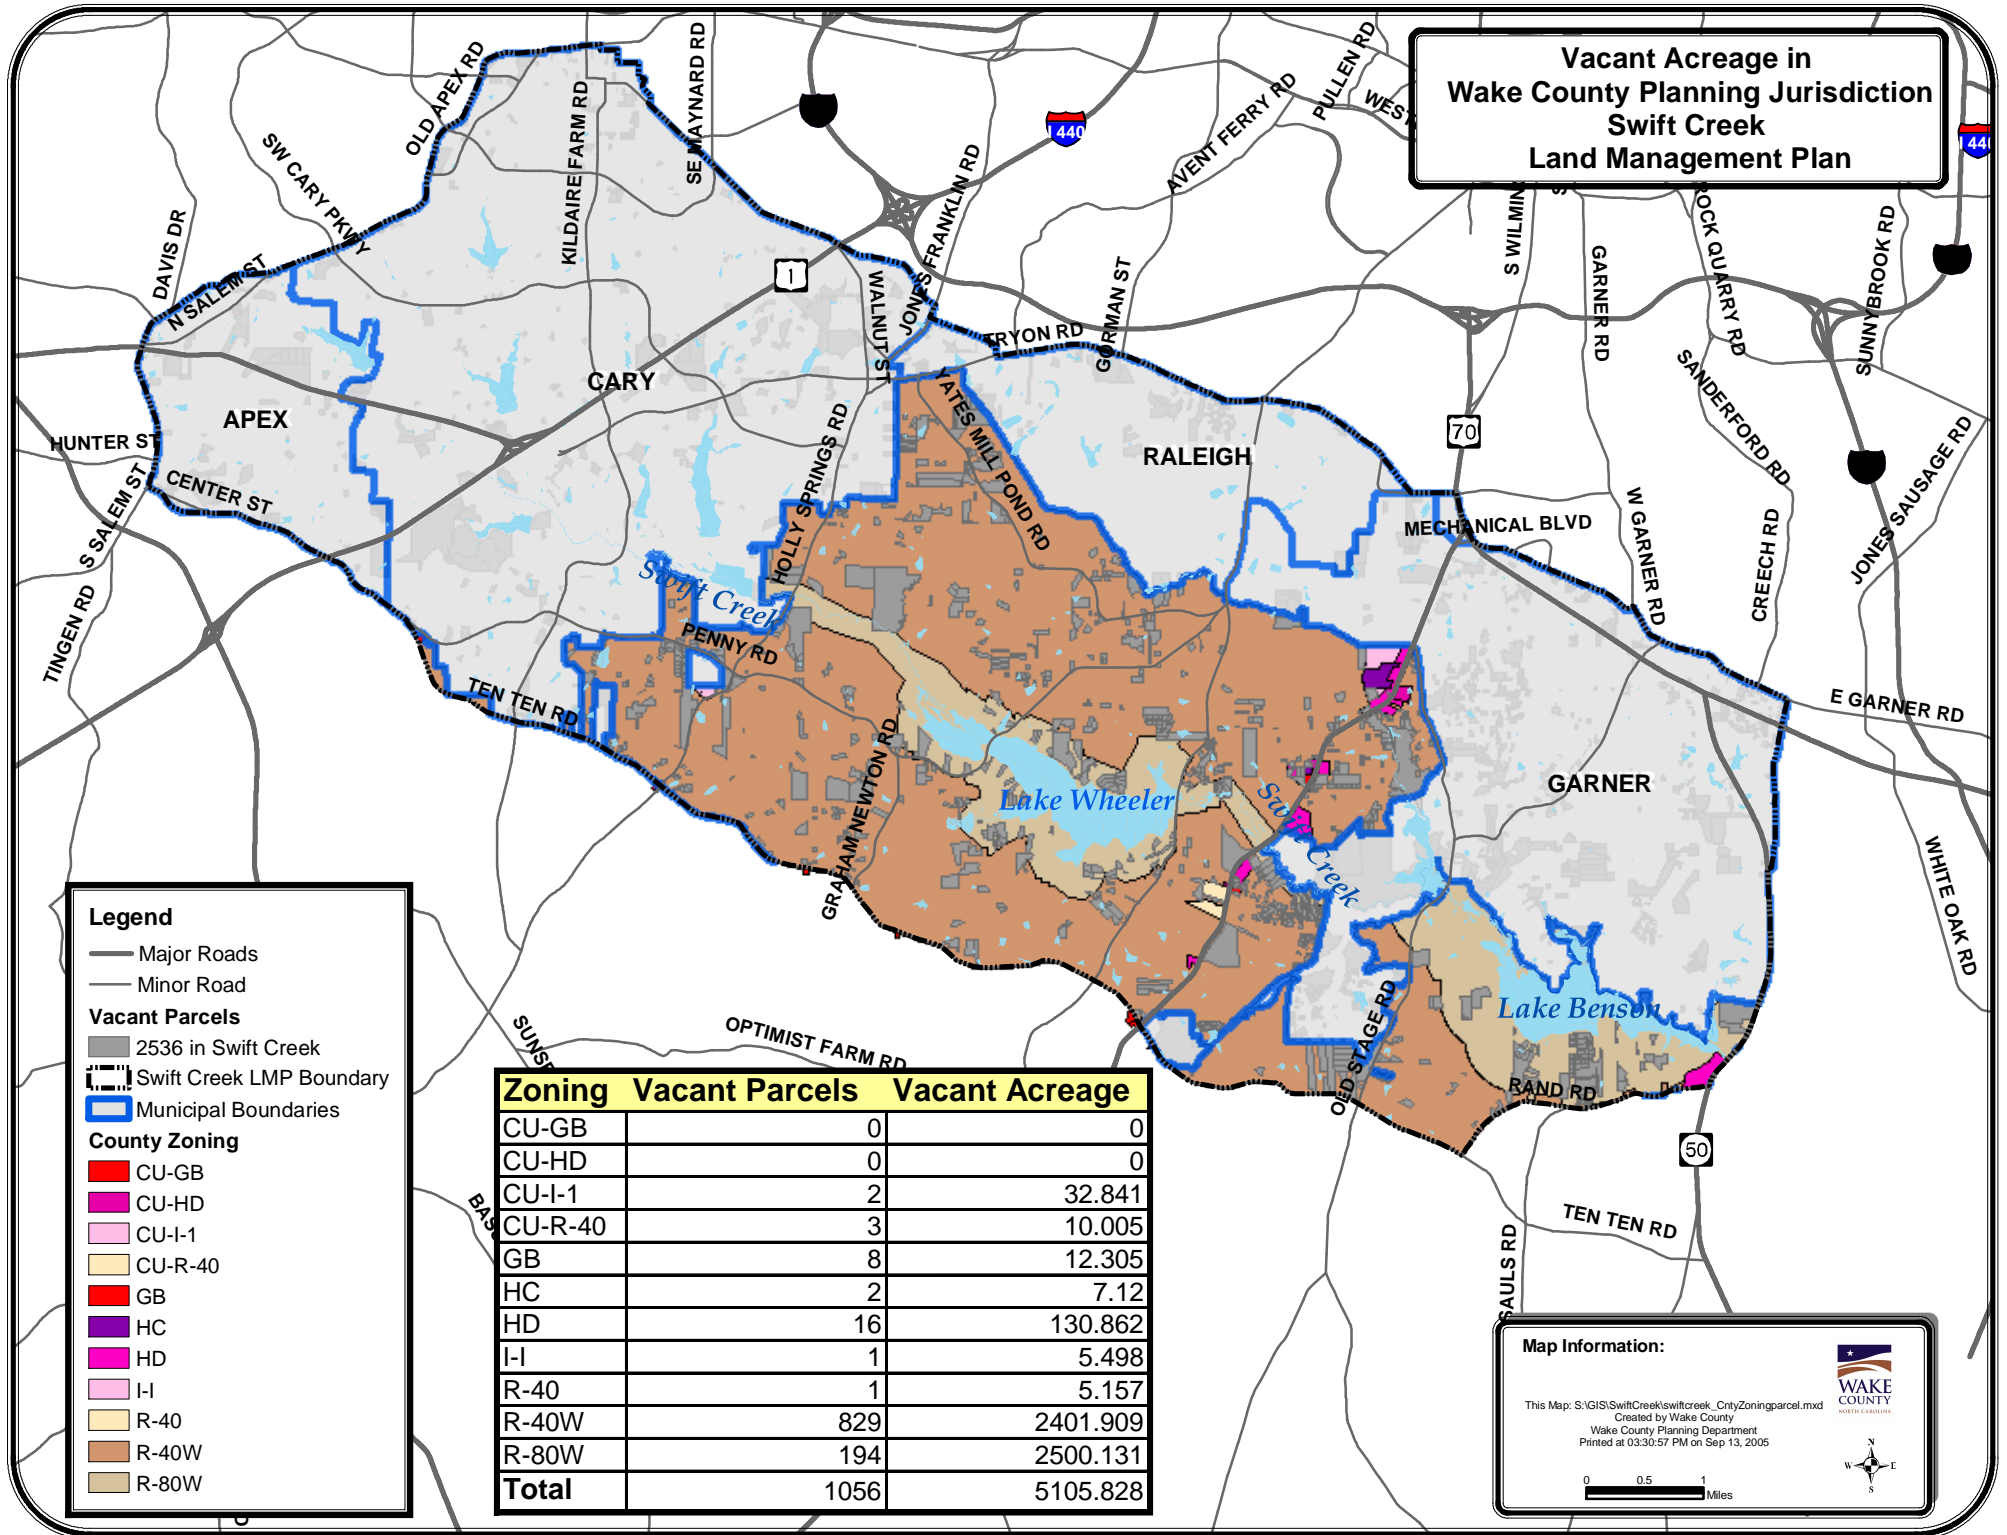 Vacant Acreage in
Wake County Planning Jurisdiction
Swift Creek
Land Management Plan
OLD APEX RD
KILDAIRE FARM RD
SE MAYNARD RD
I 440
AVENT FERRY RD
PULLEN RD
WEST
I 440
SW CARY PKWY
DAVIS DR
N SALEM ST
1
WALNUT ST
JONES FRANKLIN RD
TRYON RD
GORMAN ST
S WILMIN
GARNER RD
ROCK QUARRY RD
SUNNYBROOK RD
CARY
APEX
RALEIGH
70
HUNTER ST
CENTER ST
S SALEM ST
TINGEN RD
HOLLY SPRINGS RD
YATES MILL POND RD
MECHANICAL BLVD
SANDERFORD RD
W GARNER RD
CREECH RD
JONES SAUSAGE RD
Swift Creek
PENNY RD
TEN TEN RD
E GARNER RD
GRAHAM NEWTON RD
Lake Wheeler
Swift Creek
GARNER
WHITE OAK RD
Lake Benson
OLD STAGE RD
RAND RD
50
OPTIMIST FARM RD
SUNSE
BAS
TEN TEN RD
SAULS RD
Legend
Major Roads
Minor Road
Vacant Parcels
2536 in Swift Creek
Swift Creek LMP Boundary
Municipal Boundaries
County Zoning
CU-GB
CU-HD
CU-I-1
CU-R-40
GB
HC
HD
I-I
R-40
R-40W
R-80W
Zoning Vacant Parcels Vacant Acreage
CU-GB 0 0
CU-HD 0 0
CU-I-1 2 32.841
CU-R-40 3 10.005
GB 8 12.305
HC 2 7.12
HD 16 130.862
I-I 1 5.498
R-40 1 5.157
R-40W 829 2401.909
R-80W 194 2500.131
Total 1056 5105.828
Map Information:
WAKE
COUNTY
NORTH CAROLINA
This Map: S:\GIS\SwiftCreek\swiftcreek_CntyZoningparcel.mxd
Created by Wake County
Wake County Planning Department
Printed at 03:30:57 PM on Sep 13, 2005
N
W E
S
0 0.5 1
Miles